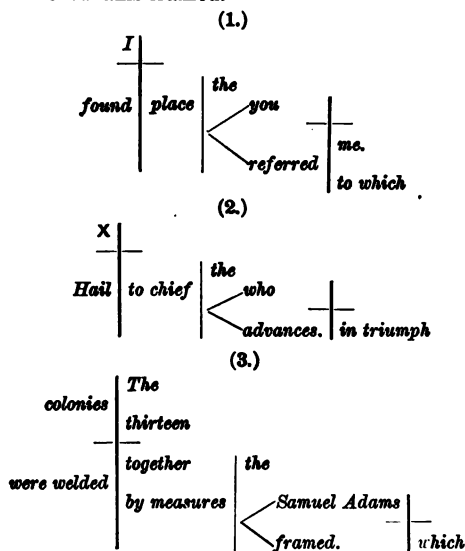 (1.)
I
the
found place you
me.
referred
to which
(2.)
X
the
Hail to chief who
advances. in triumph
(3.)
The
colonies
thirteen
together the
were welded
by measures Samuel Adams
framed. which